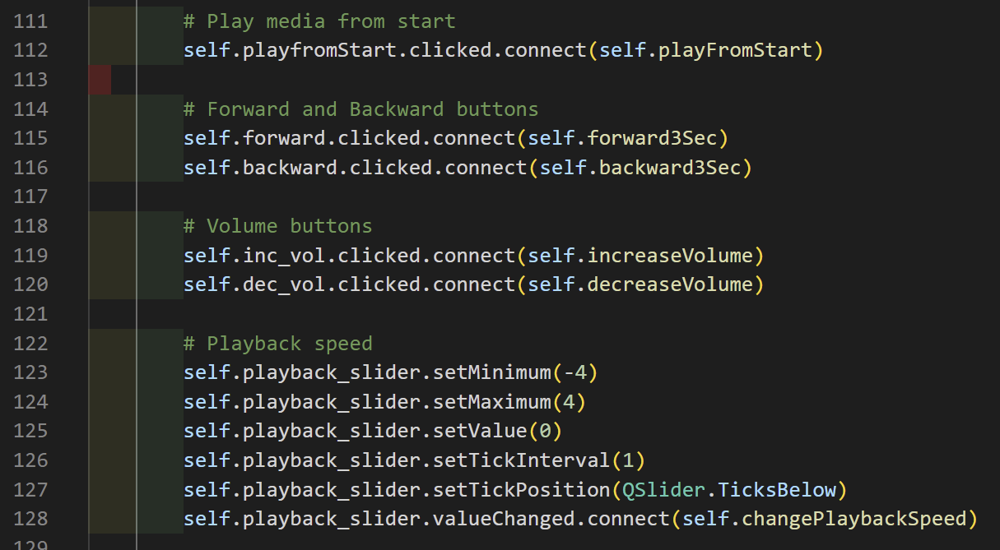 111 # Play media from start
112 self.playfromStart.clicked.connect(self.playFromStart)
113
114 # Forward and Backward buttons
115 self.forward.clicked.connect(self.forward3Sec)
116 self.backward.clicked.connect(self.backward3Sec)
117
118 # Volume buttons
119 self.inc_vol.clicked.connect(self.increaseVolume)
120 self.dec_vol.clicked.connect(self.decreaseVolume)
121
122 # Playback speed
123 self.playback_slider.setMinimum(-4)
124 self.playback_slider.setMaximum(4)
125 self.playback_slider.setValue(0)
126 self.playback_slider.setTickInterval(1)
127 self.playback_slider.setTickPosition(QSlider.TicksBelow)
128 self.playback_slider.valueChanged.connect(self.changePlaybackSpeed)
129